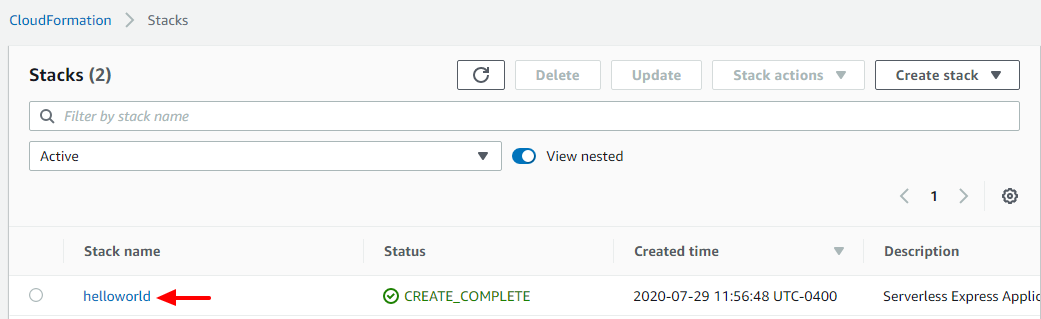 CloudFormation > Stacks
Stacks (2) Delete Update Stack actions Create stack
Filter by stack name
Active View nested
1
Stack name Status Created time Description
helloworld CREATE_COMPLETE 2020-07-29 11:56:48 UTC-0400 Serverless Express Applic